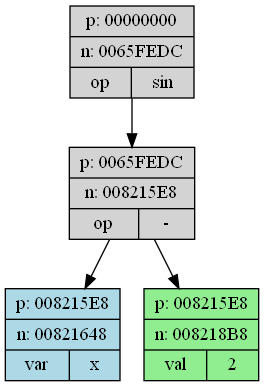 p: 00000000
n: 0065FEDC
op sin
p: 0065FEDC
n: 008215E8
op -
p: 008215E8
n: 00821648
var x
p: 008215E8
n: 008218B8
val 2